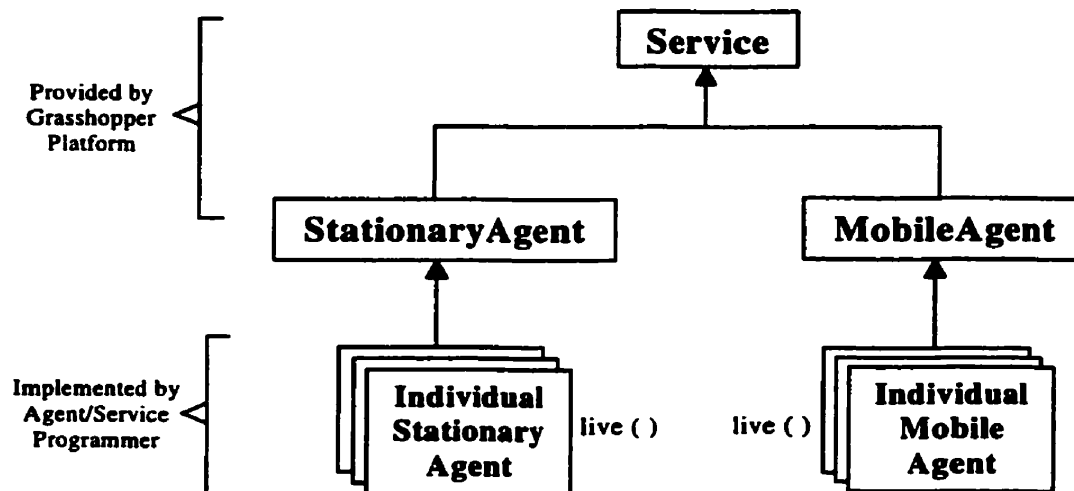 Service
Provided by
Grasshopper
Platform
StationaryAgent
MobileAgent
Implemented by
Agent/Service
Programmer
Individual
Stationary
Agent
live ( )
live ( )
Individual
Mobile
Agent